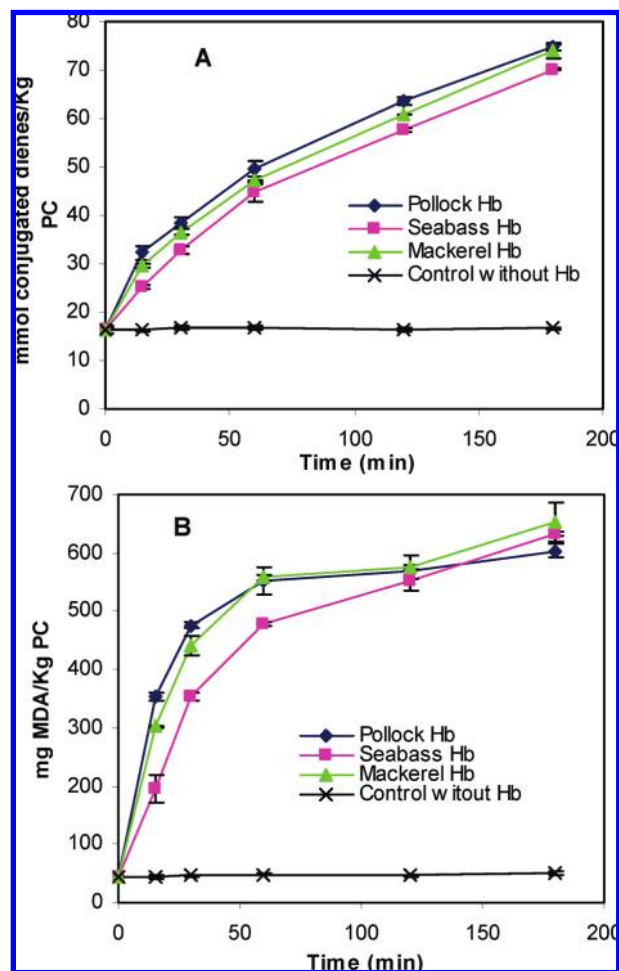 A
mmol conjugated dienes/Kg
PC
80
70
60
50
40
30
20
10
0
Pollock Hb
Seabass Hb
Mackerel Hb
Control without Hb
0 50 100 150 200
Time (min)
B
mg MDA/Kg PC
700
600
500
400
300
200
100
0
Pollock Hb
Seabass Hb
Mackerel Hb
Control witout Hb
0 50 100 150 200
Time (min)